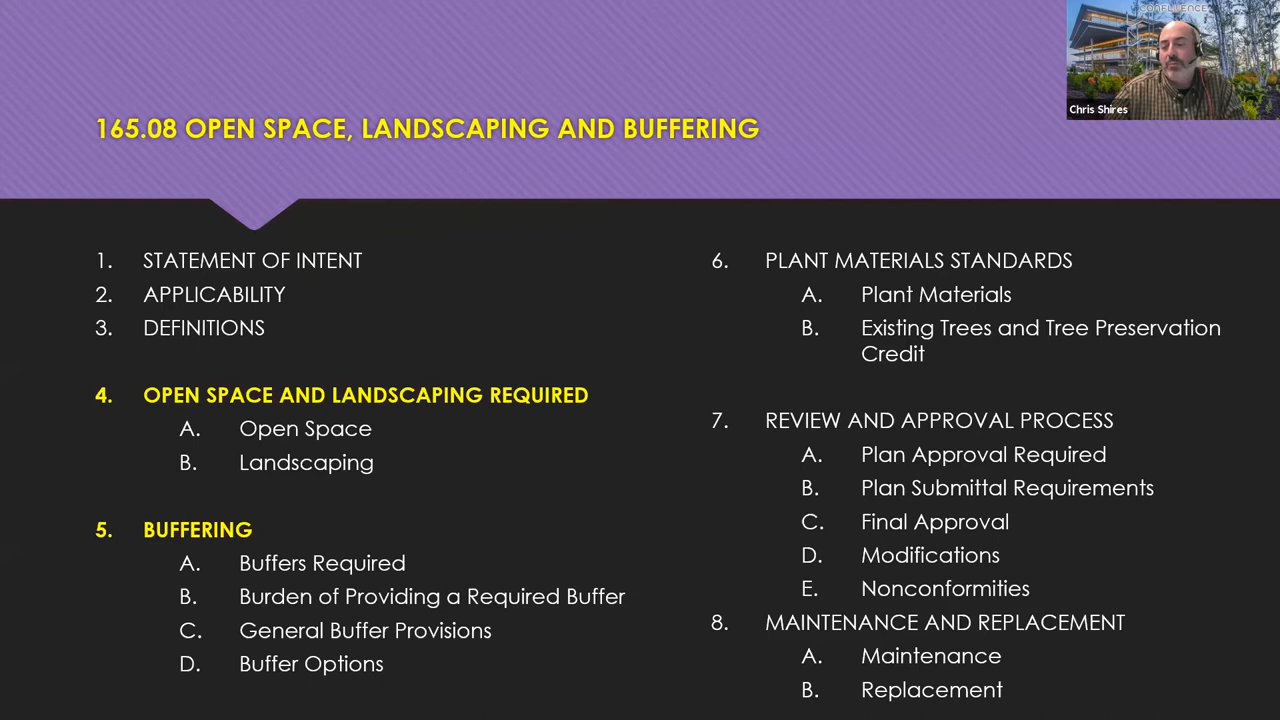 CONFLUENCE
Chris Shires
165.08 OPEN SPACE, LANDSCAPING AND BUFFERING
1. STATEMENT OF INTENT
2. APPLICABILITY
3. DEFINITIONS
4. OPEN SPACE AND LANDSCAPING REQUIRED
A. Open Space
B. Landscaping
5. BUFFERING
A. Buffers Required
B. Burden of Providing a Required Buffer
C. General Buffer Provisions
D. Buffer Options
6. PLANT MATERIALS STANDARDS
A. Plant Materials
B. Existing Trees and Tree Preservation
Credit
7. REVIEW AND APPROVAL PROCESS
A. Plan Approval Required
B. Plan Submittal Requirements
C. Final Approval
D. Modifications
E. Nonconformities
8. MAINTENANCE AND REPLACEMENT
A. Maintenance
B. Replacement